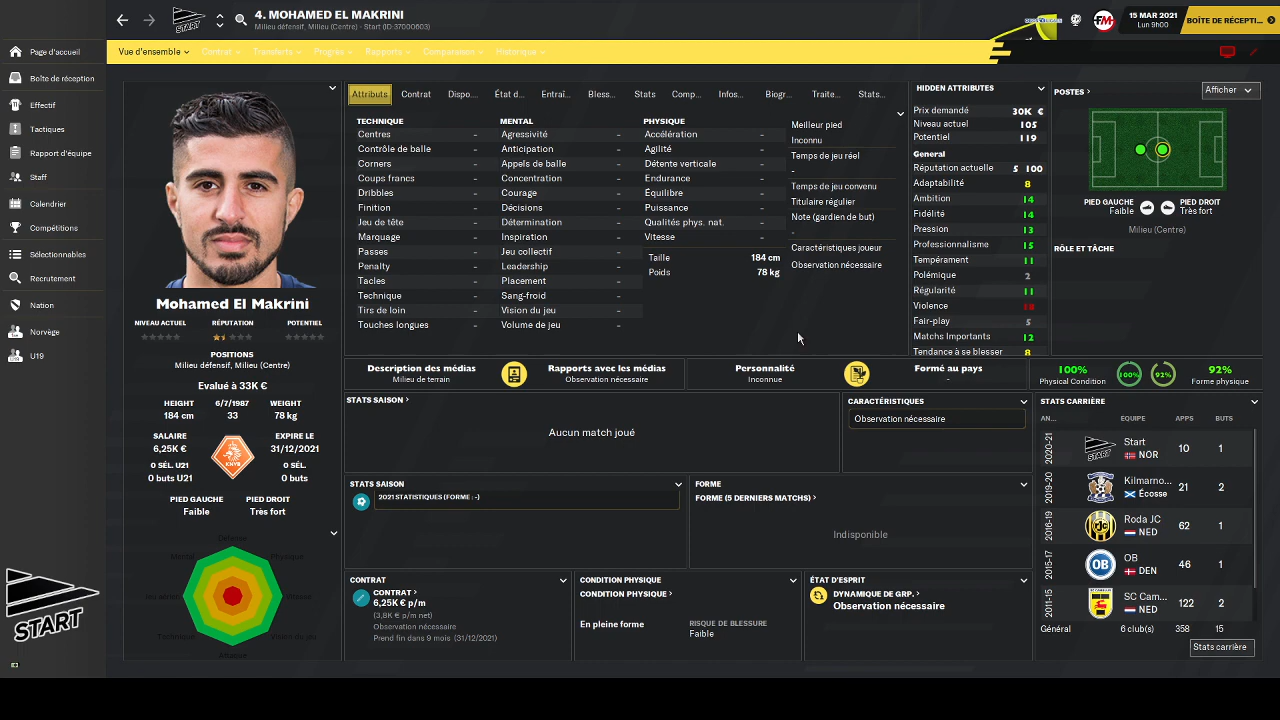 4. MOHAMED EL MAKRINI
Milieu défensif, Milieu (Centre) - Start (ID:37000603)
15 MAR 2021
Lun 9h00
BOÎTE DE RÉCEPTI...
START
fm
Vue d'ensemble
Contrat
Transferts
Progrès
Rapports
Comparaison
Historique
Page d'accueil
Boîte de réception
Effectif
Tactiques
Rapport d'équipe
Staff
Calendrier
Compétitions
Sélectionnables
Recrutement
Nation
Norvège
U19
START
Mohamed El Makrini
NIVEAU ACTUEL
RÉPUTATION
POTENTIEL
POSITIONS
Milieu défensif, Milieu (Centre)
Evalué à 33K €
HEIGHT
184 cm
6/7/1987
33
WEIGHT
78 kg
SALAIRE
6,25K €
EXPIRE LE
31/12/2021
KNVB
0 SÉL. U21
0 buts U21
0 SÉL.
0 buts
PIED GAUCHE
Faible
PIED DROIT
Très fort
Défense
Mental
Physique
Jeu aérien
Vitesse
Technique
Vision du jeu
Attributs
Contrat
Dispo...
État d...
Entraî...
Bless...
Stats
Comp...
Infos...
Biogr...
Traite...
Stats...
TECHNIQUE
Centres -
Contrôle de balle -
Corners -
Coups francs -
Dribbles -
Finition -
Jeu de tête -
Marquage -
Passes -
Penalty -
Tacles -
Technique -
Tirs de loin -
Touches longues -
MENTAL
Agressivité -
Anticipation -
Appels de balle -
Concentration -
Courage -
Décisions -
Détermination -
Inspiration -
Jeu collectif -
Leadership -
Placement -
Sang-froid -
Vision du jeu -
Volume de jeu -
PHYSIQUE
Accélération -
Agilité -
Détente verticale -
Endurance -
Équilibre -
Puissance -
Qualités phys. nat. -
Vitesse -
Taille 184 cm
Poids 78 kg
Meilleur pied
Inconnu
Temps de jeu réel
-
Temps de jeu convenu
Titulaire régulier
Note (gardien de but)
-
Caractéristiques joueur
Observation nécessaire
HIDDEN ATTRIBUTES
Prix demandé 30K €
Niveau actuel 105
Potentiel 119
General
Réputation actuelle 5 100
Adaptabilité 8
Ambition 14
Fidélité 14
Pression 13
Professionnalisme 15
Tempérament 11
Polémique 2
Régularité 11
Violence 18
Fair-play 5
Matchs Importants 12
Tendance à se blesser 8
POSTES >
Afficher
PIED GAUCHE
Faible
PIED DROIT
Très fort
Milieu (Centre)
RÔLE ET TÂCHE
Description des médias
Milieu de terrain
Rapports avec les médias
Observation nécessaire
Personnalité
Inconnue
Formé au pays
-
100%
Physical Condition
100%
92%
92%
Forme physique
STATS SAISON >
Aucun match joué
CARACTÉRISTIQUES
Observation nécessaire
STATS SAISON
2021 STATISTIQUES (FORME : -)
FORME
FORME (5 DERNIERS MATCHS) >
Indisponible
CONTRAT
CONTRAT >
6,25K € p/m
(3,8K € p/m net)
Observation nécessaire
Prend fin dans 9 mois (31/12/2021)
CONDITION PHYSIQUE
CONDITION PHYSIQUE >
En pleine forme
RISQUE DE BLESSURE
Faible
ÉTAT D'ESPRIT
DYNAMIQUE DE GRP. >
Observation nécessaire
STATS CARRIÈRE
AN... EQUIPE APPS BUTS
2020-21 Start NOR 10 1
2019-20 Kilmarno... Écosse 21 2
2016-19 Roda JC NED 62 1
2015-17 OB DEN 46 1
2011-15 SC Cam... NED 122 2
Général 6 club(s) 358 15
Stats carrière